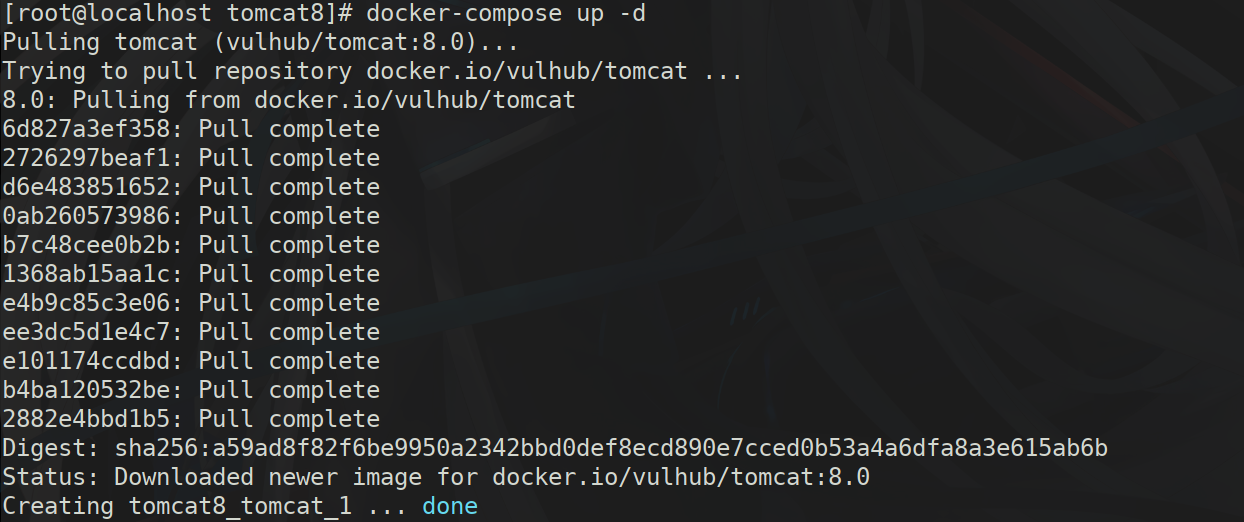 [root@localhost tomcat8]# docker-compose up -d
Pulling tomcat (vulhub/tomcat:8.0)...
Trying to pull repository docker.io/vulhub/tomcat ...
8.0: Pulling from docker.io/vulhub/tomcat
6d827a3ef358: Pull complete
2726297beaf1: Pull complete
d6e483851652: Pull complete
0ab260573986: Pull complete
b7c48cee0b2b: Pull complete
1368ab15aa1c: Pull complete
e4b9c85c3e06: Pull complete
ee3dc5d1e4c7: Pull complete
e101174ccdbd: Pull complete
b4ba120532be: Pull complete
2882e4bbd1b5: Pull complete
Digest: sha256:a59ad8f82f6be9950a2342bbd0def8ecd890e7cced0b53a4a6dfa8a3e615ab6b
Status: Downloaded newer image for docker.io/vulhub/tomcat:8.0
Creating tomcat8_tomcat_1 ... done